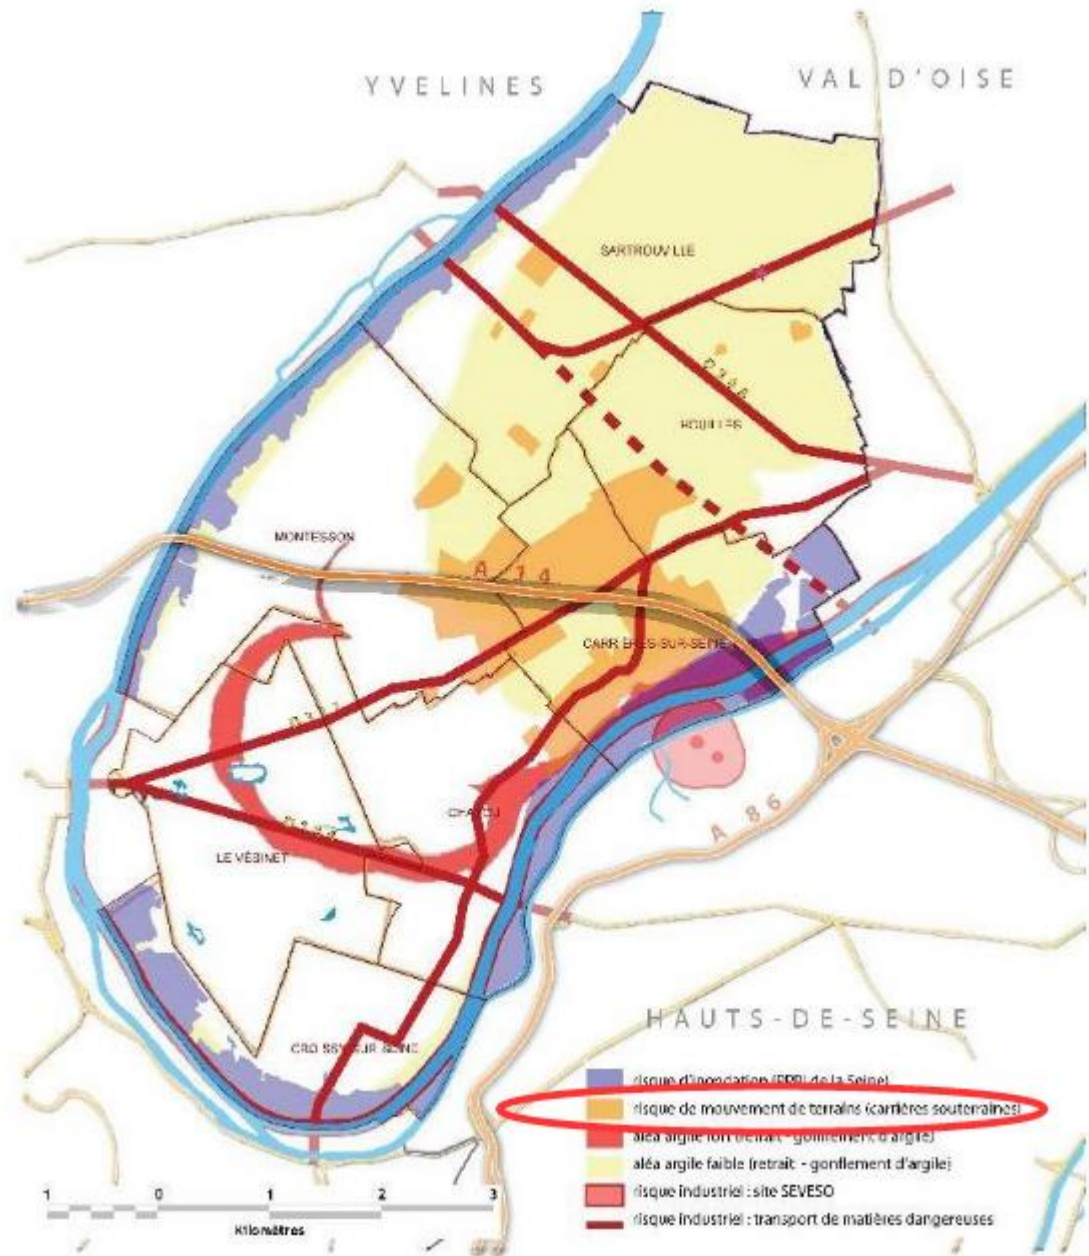 YVELINES
VAL D'OISE
SARTROUVILLE
HOUILLES
MONTESSON
A 14
CARRIÈRES-SUR-SEINE
CHATOU
A 86
LE VÉSINET
HAUTS-DE-SEINE
CROISSY-SUR-SEINE
risque d'inondation (PPRI de la Seine)
risque de mouvement de terrains (carrières souterraines)
aléa argile fort (retrait - gonflement d'argile)
aléa argile faible (retrait - gonflement d'argile)
risque industriel : site SEVESO
risque industriel : transport de matières dangereuses
1 0 1 2 3
Kilomètres